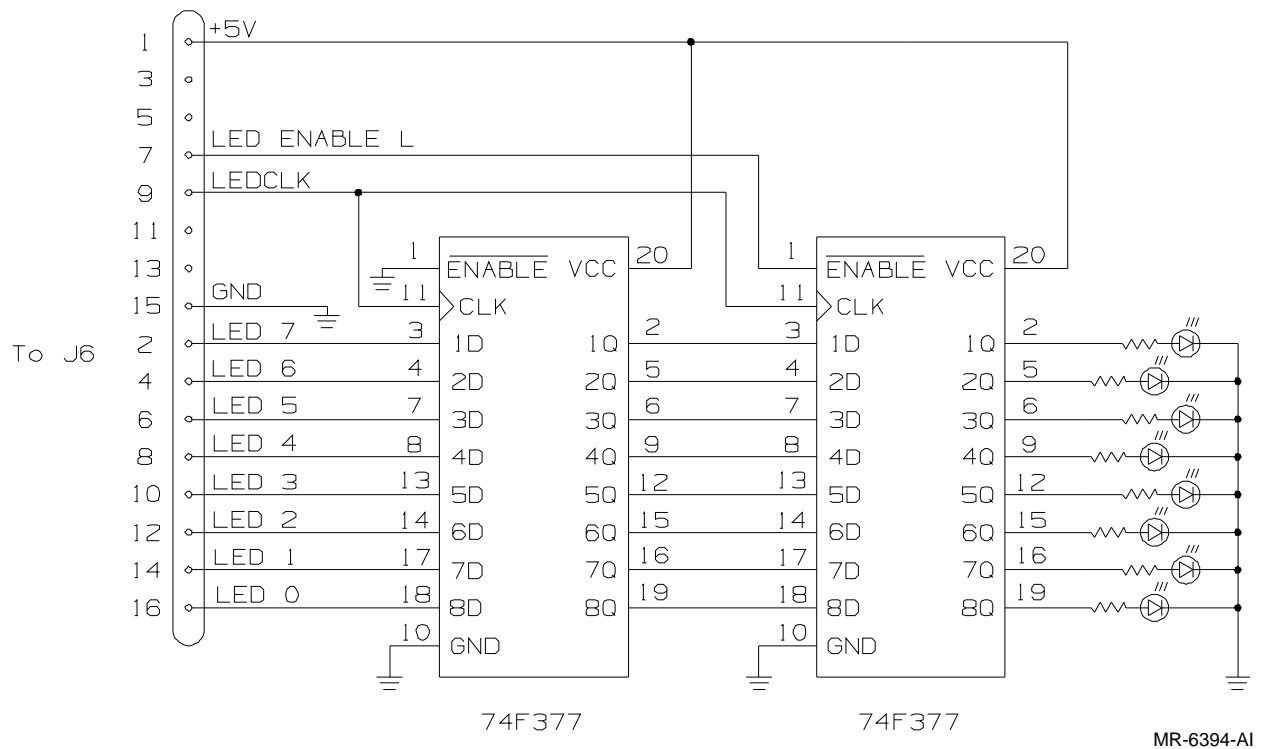 +5V
1
3
5
LED ENABLE L
7
LEDCLK
9
11
13
GND
15
To J6
LED 7
2
LED 6
4
LED 5
6
LED 4
8
LED 3
10
LED 2
12
LED 1
14
LED 0
16
1 ENABLE VCC 20
11 CLK
3 1D 1Q 2
4 2D 2Q 5
7 3D 3Q 6
8 4D 4Q 9
13 5D 5Q 12
14 6D 6Q 15
17 7D 7Q 16
18 8D 8Q 19
10 GND
74F377
1 ENABLE VCC 20
11 CLK
3 1D 1Q 2
4 2D 2Q 5
7 3D 3Q 6
8 4D 4Q 9
13 5D 5Q 12
14 6D 6Q 15
17 7D 7Q 16
18 8D 8Q 19
10 GND
74F377
MR-6394-AI